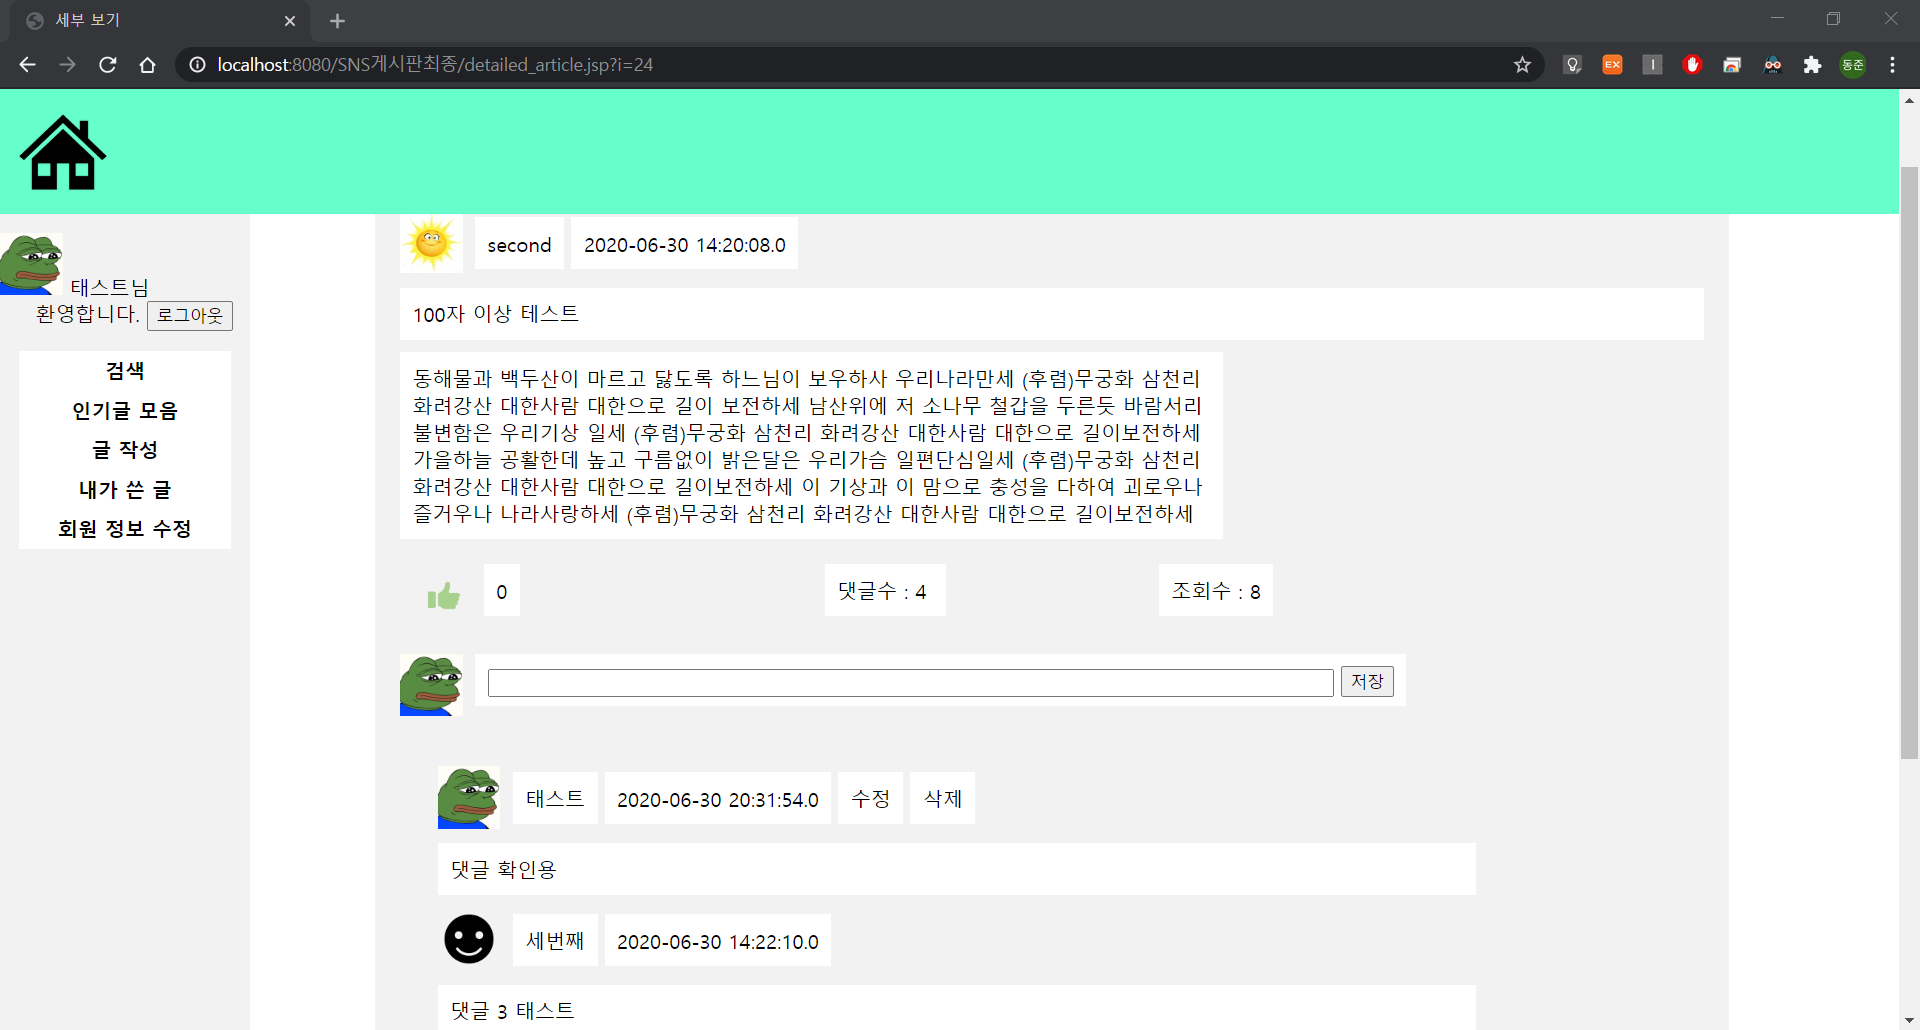 세부 보기
localhost:8080/SNS게시판최종/detailed_article.jsp?i=24
EX
I
동준
태스트님
환영합니다. 로그아웃
검색
인기글 모음
글 작성
내가 쓴 글
회원 정보 수정
second 2020-06-30 14:20:08.0
100자 이상 테스트
동해물과 백두산이 마르고 닳도록 하느님이 보우하사 우리나라만세 (후렴)무궁화 삼천리
화려강산 대한사람 대한으로 길이 보전하세 남산위에 저 소나무 철갑을 두른듯 바람서리
불변함은 우리기상 일세 (후렴)무궁화 삼천리 화려강산 대한사람 대한으로 길이보전하세
가을하늘 공활한데 높고 구름없이 밝은달은 우리가슴 일편단심일세 (후렴)무궁화 삼천리
화려강산 대한사람 대한으로 길이보전하세 이 기상과 이 맘으로 충성을 다하여 괴로우나
즐거우나 나라사랑하세 (후렴)무궁화 삼천리 화려강산 대한사람 대한으로 길이보전하세
0 댓글수 : 4 조회수 : 8
저장
태스트 2020-06-30 20:31:54.0 수정 삭제
댓글 확인용
세번째 2020-06-30 14:22:10.0
댓글 3 태스트